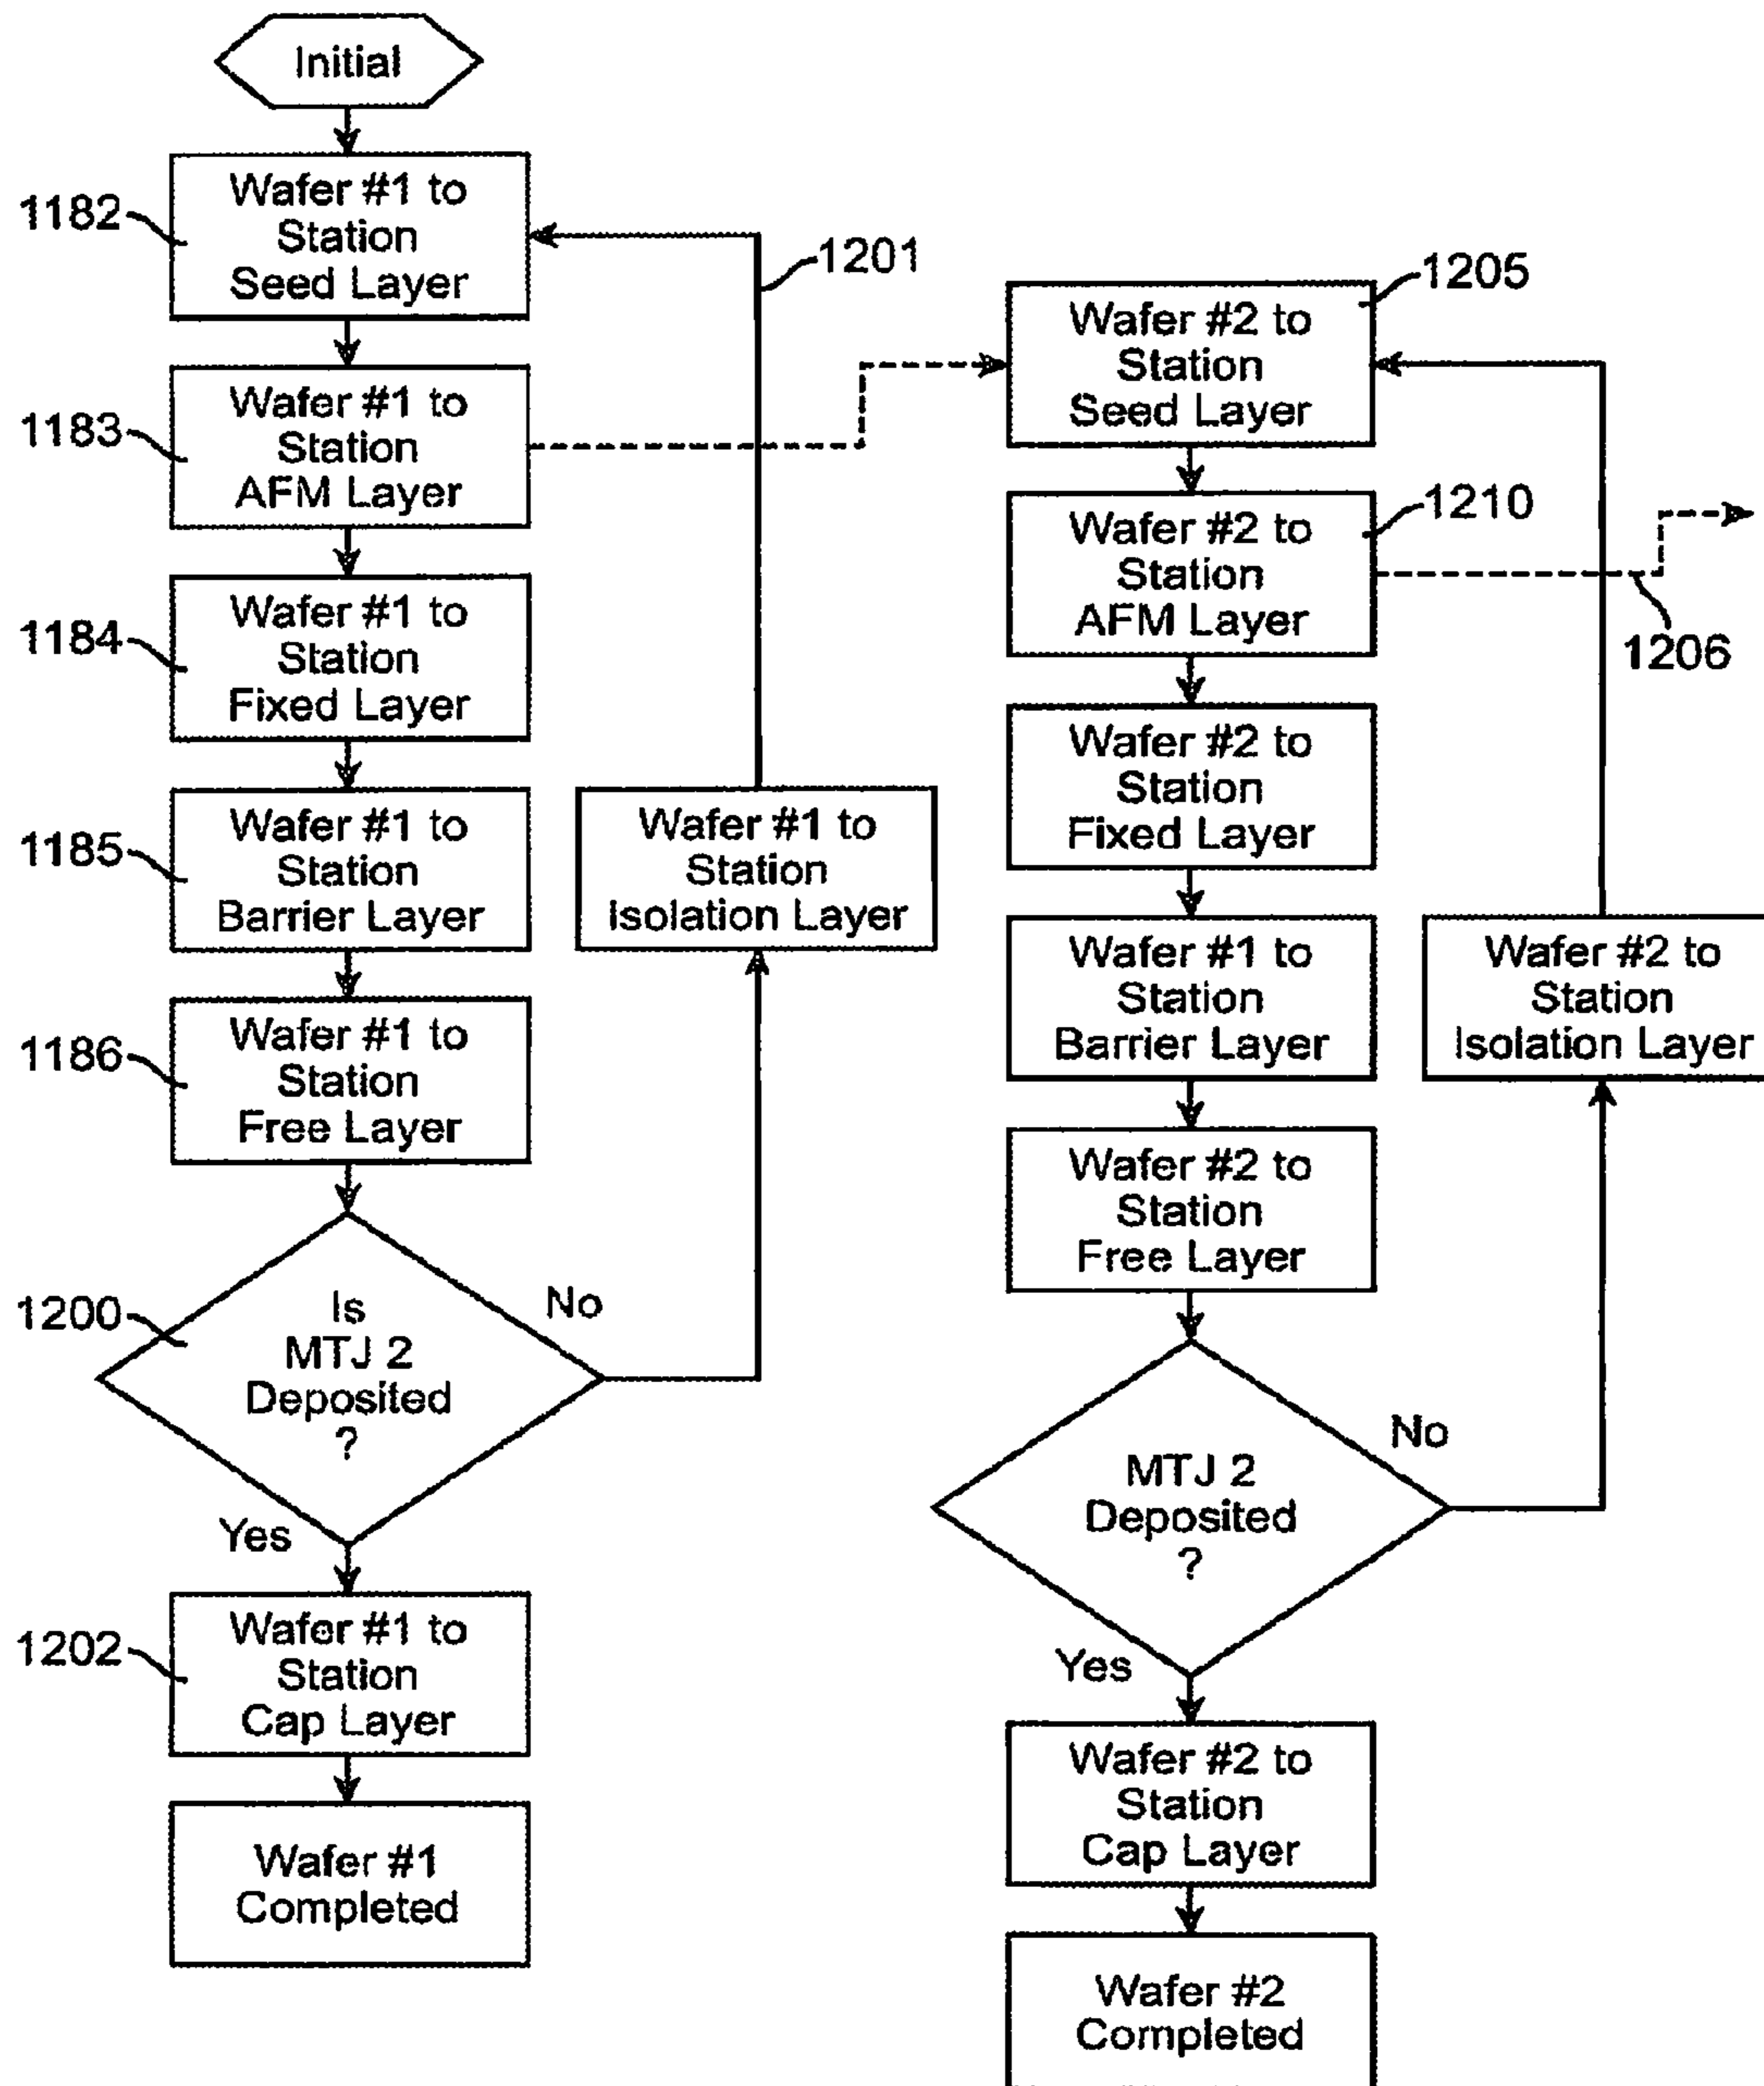 Initial
1182
Wafer #1 to
Station
Seed Layer
1201
1183
Wafer #1 to
Station
AFM Layer
1184
Wafer #1 to
Station
Fixed Layer
1185
Wafer #1 to
Station
Barrier Layer
Wafer #1 to
Station
Isolation Layer
1186
Wafer #1 to
Station
Free Layer
1200
Is
MTJ 2
Deposited
?
No
Yes
1202
Wafer #1 to
Station
Cap Layer
Wafer #1
Completed
1205
Wafer #2 to
Station
Seed Layer
1210
Wafer #2 to
Station
AFM Layer
1206
Wafer #2 to
Station
Fixed Layer
Wafer #1 to
Station
Barrier Layer
Wafer #2 to
Station
Isolation Layer
Wafer #2 to
Station
Free Layer
MTJ 2
Deposited
?
No
Yes
Wafer #2 to
Station
Cap Layer
Wafer #2
Completed